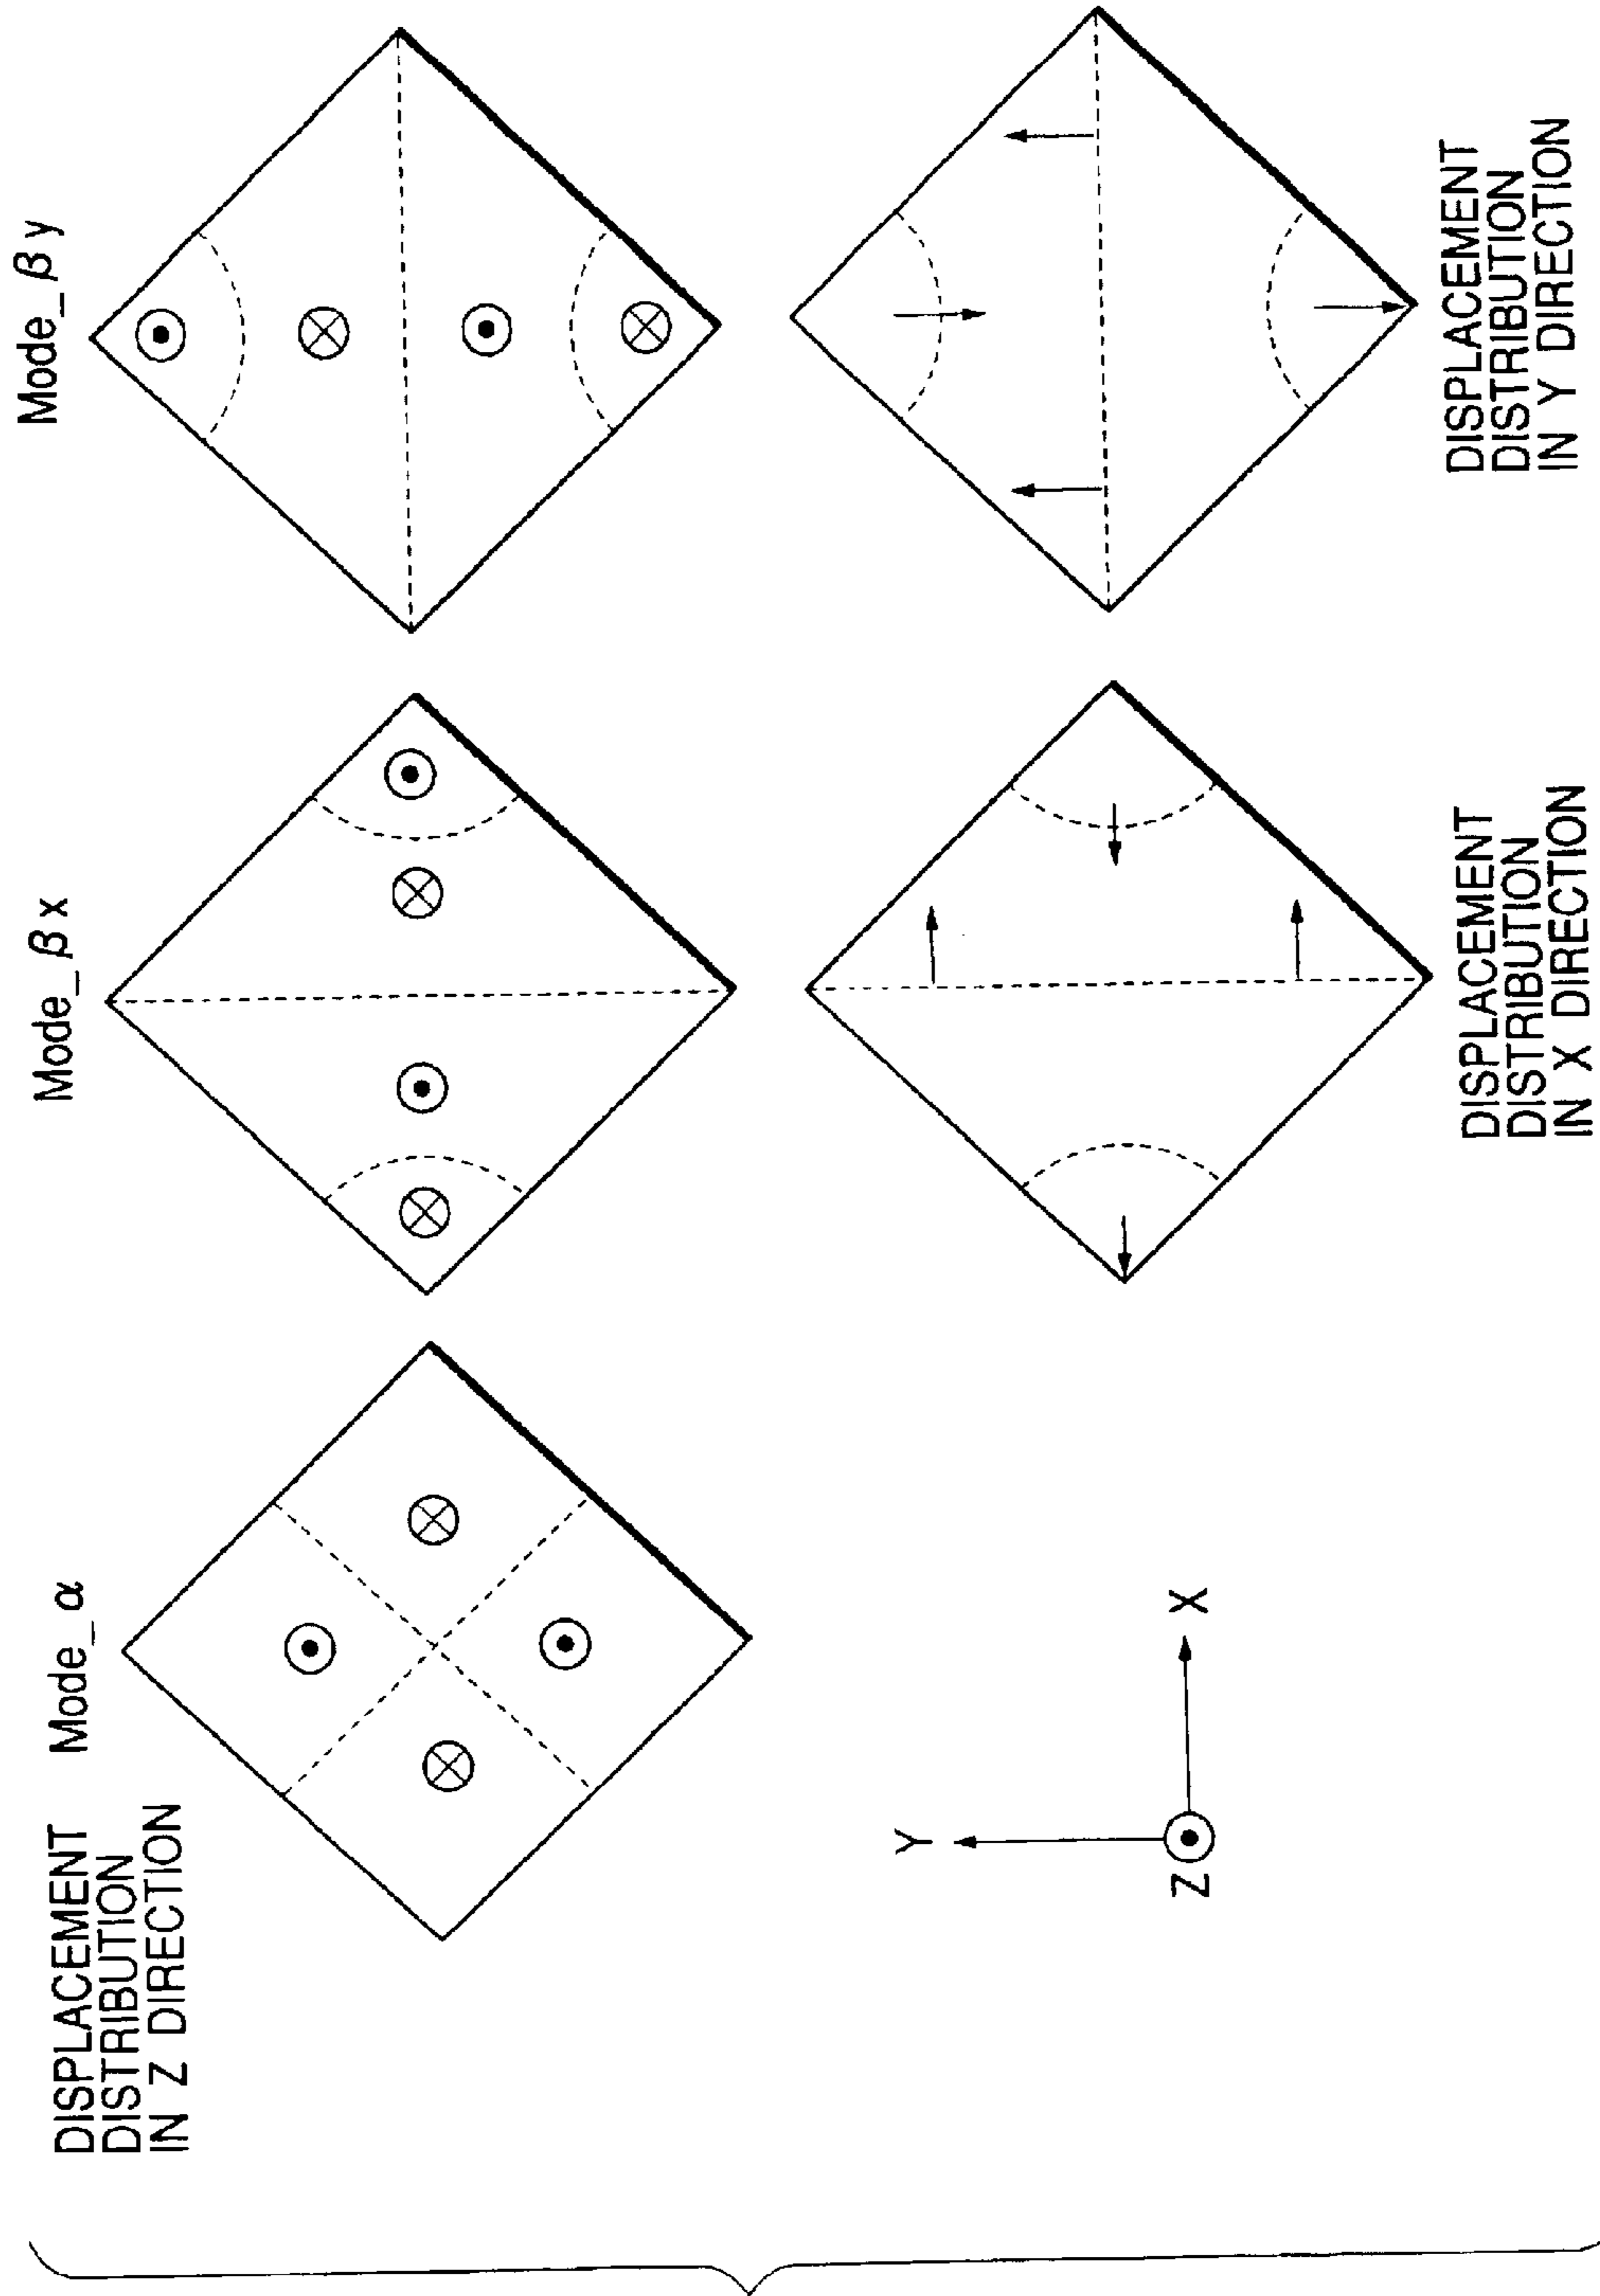 DISPLACEMENT
DISTRIBUTION
IN Z DIRECTION
Mode_α
Mode_βx
Mode_βy
Y
X
Z
DISPLACEMENT
DISTRIBUTION
IN X DIRECTION
DISPLACEMENT
DISTRIBUTION
IN Y DIRECTION